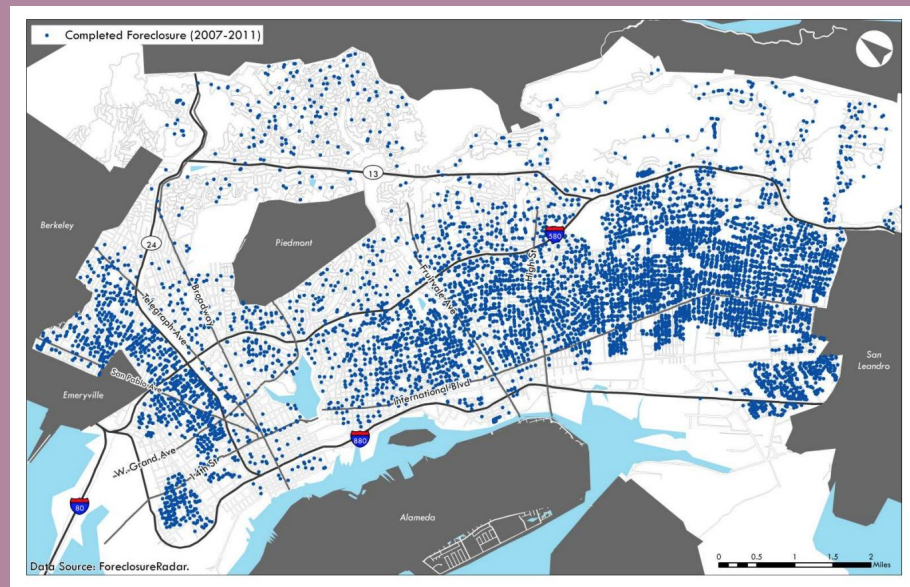 Completed Foreclosure (2007-2011)
13
Berkeley
Piedmont
24
580
Telegraph Ave
Broadway
Fruitvale Ave
High St
San Leandro
San Pablo Ave
Emeryville
International Blvd
W. Grand Ave
14th St
880
80
Alameda
0 0.5 1 1.5 2
Miles
Data Source: ForeclosureRadar.